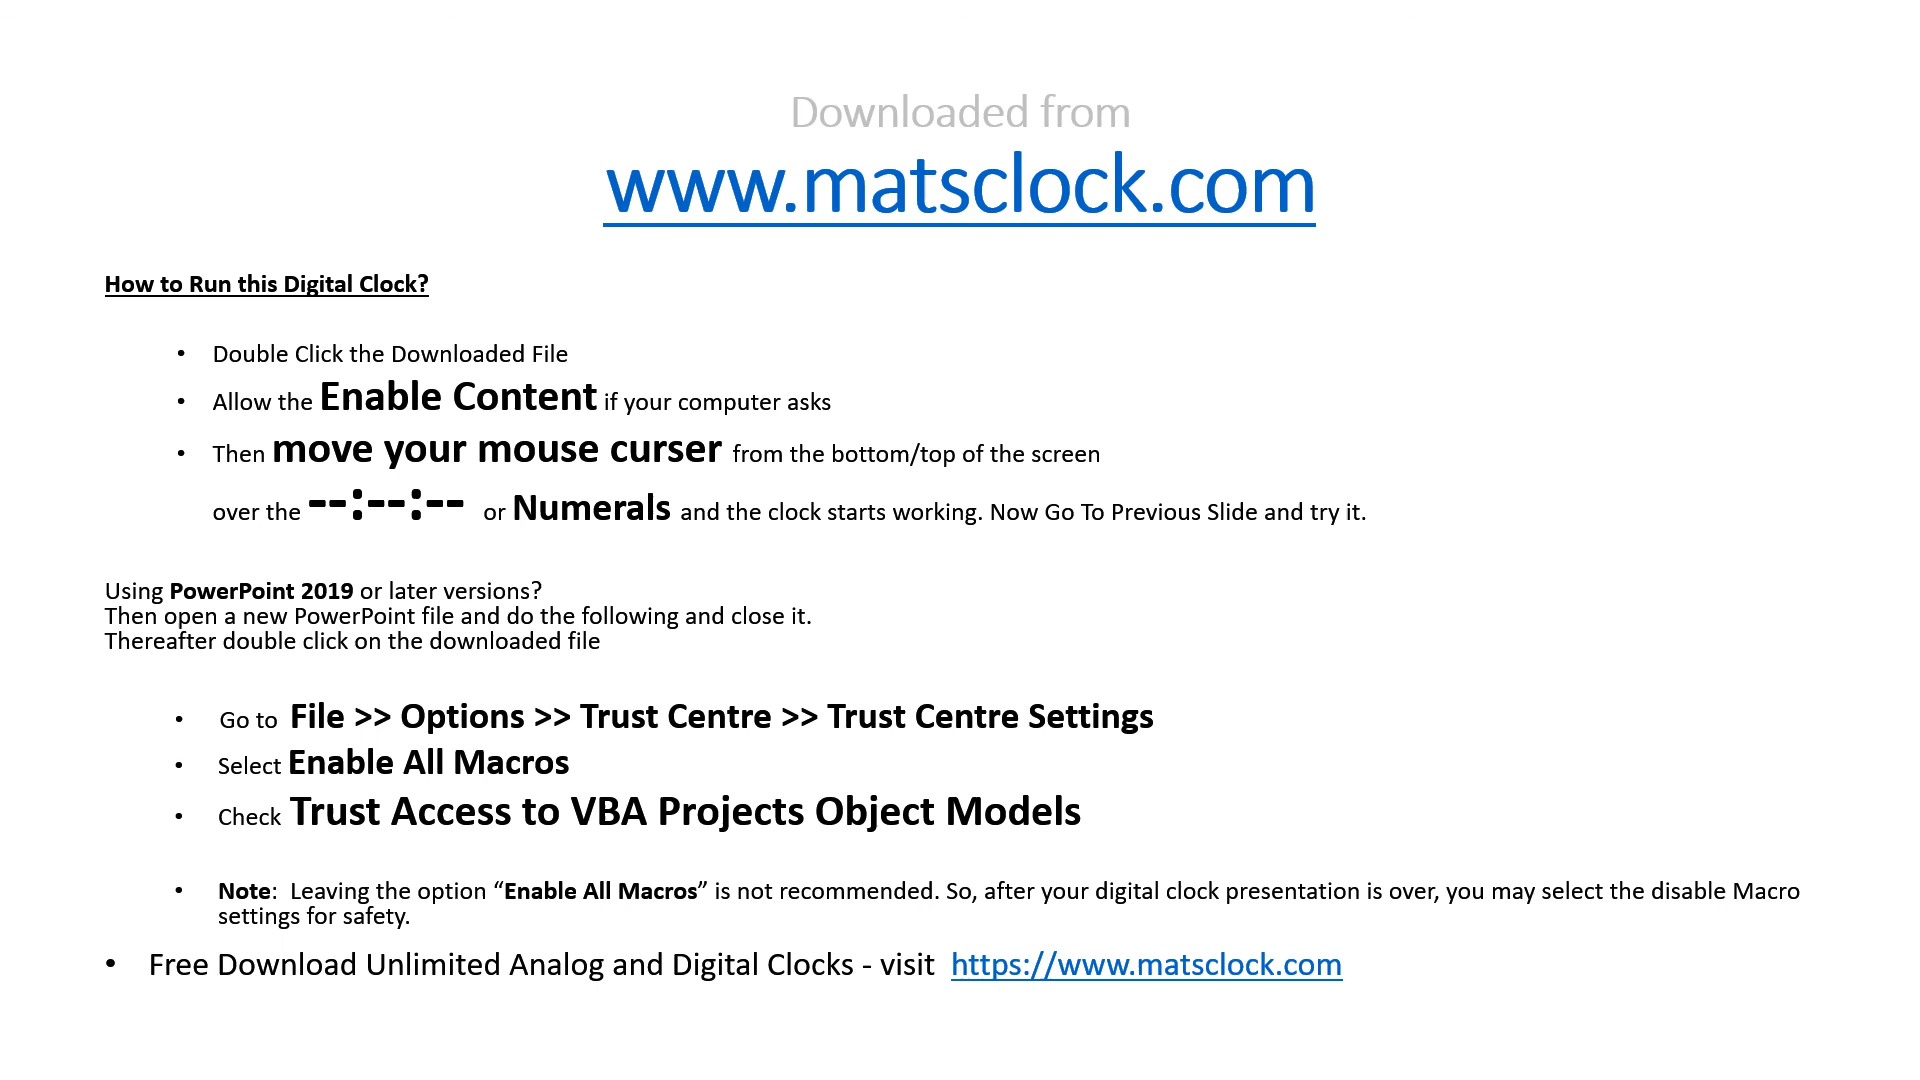 Downloaded from
www.matsclock.com
How to Run this Digital Clock?
• Double Click the Downloaded File
• Allow the Enable Content if your computer asks
• Then move your mouse curser from the bottom/top of the screen
over the --:--:-- or Numerals and the clock starts working. Now Go To Previous Slide and try it.
Using PowerPoint 2019 or later versions?
Then open a new PowerPoint file and do the following and close it.
Thereafter double click on the downloaded file
• Go to File >> Options >> Trust Centre >> Trust Centre Settings
• Select Enable All Macros
• Check Trust Access to VBA Projects Object Models
• Note: Leaving the option “Enable All Macros” is not recommended. So, after your digital clock presentation is over, you may select the disable Macro
settings for safety.
• Free Download Unlimited Analog and Digital Clocks - visit https://www.matsclock.com